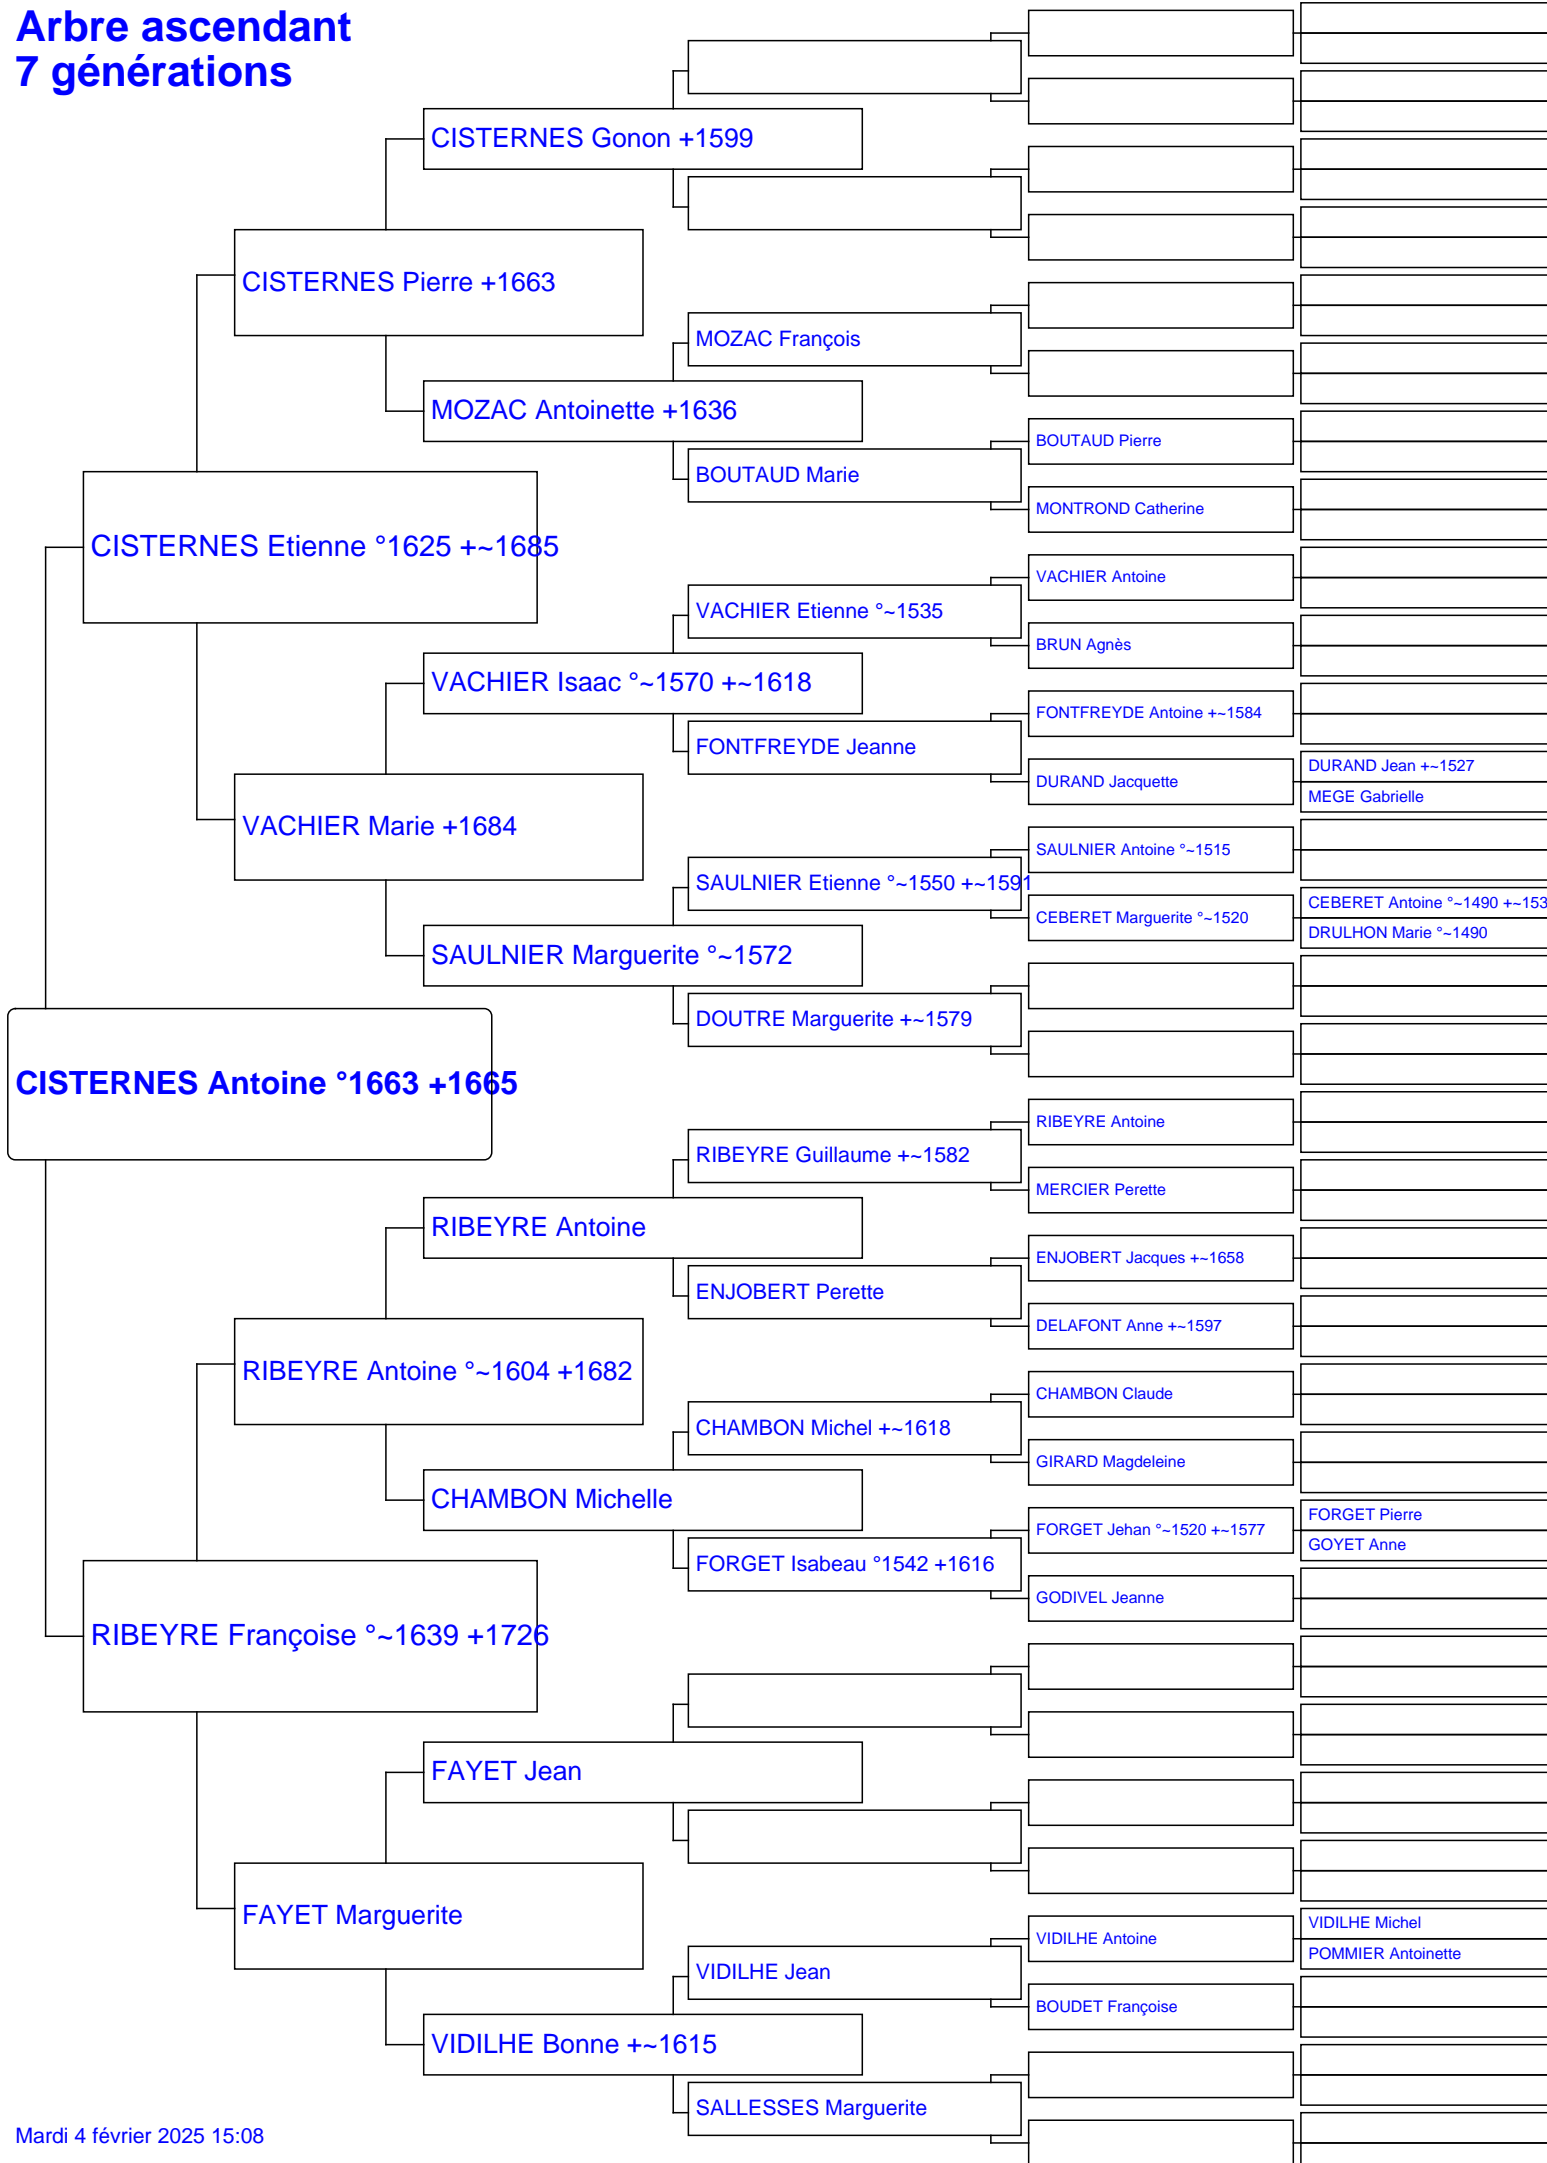 Arbre ascendant
7 générations
CISTERNES Gonon +1599
CISTERNES Pierre +1663
MOZAC François
MOZAC Antoinette +1636
BOUTAUD Pierre
BOUTAUD Marie
MONTROND Catherine
CISTERNES Etienne °1625 +~1685
VACHIER Antoine
VACHIER Etienne °~1535
BRUN Agnès
VACHIER Isaac °~1570 +~1618
FONTFREYDE Antoine +~1584
FONTFREYDE Jeanne
DURAND Jean +~1527
DURAND Jacquette
MEGE Gabrielle
VACHIER Marie +1684
SAULNIER Antoine °~1515
SAULNIER Etienne °~1550 +~1591
CEBERET Antoine °~1490 +~153
CEBERET Marguerite °~1520
DRULHON Marie °~1490
SAULNIER Marguerite °~1572
DOUTRE Marguerite +~1579
CISTERNES Antoine °1663 +1665
RIBEYRE Antoine
RIBEYRE Guillaume +~1582
MERCIER Perette
RIBEYRE Antoine
ENJOBERT Jacques +~1658
ENJOBERT Perette
DELAFONT Anne +~1597
RIBEYRE Antoine °~1604 +1682
CHAMBON Claude
CHAMBON Michel +~1618
GIRARD Magdeleine
CHAMBON Michelle
FORGET Pierre
FORGET Jehan °~1520 +~1577
GOYET Anne
FORGET Isabeau °1542 +1616
GODIVEL Jeanne
RIBEYRE Françoise °~1639 +1726
FAYET Jean
FAYET Marguerite
VIDILHE Michel
VIDILHE Antoine
POMMIER Antoinette
VIDILHE Jean
BOUDET Françoise
VIDILHE Bonne +~1615
SALLESSES Marguerite
Mardi 4 février 2025 15:08